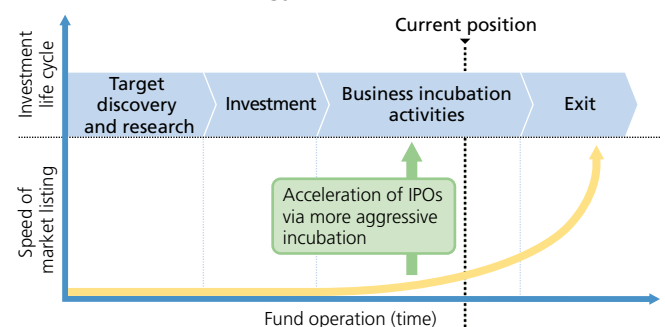 Current position
Investment
life cycle
Target
discovery
and research
Investment
Business incubation
activities
Exit
Speed of
market listing
Acceleration of IPOs
via more aggressive
incubation
Fund operation (time)